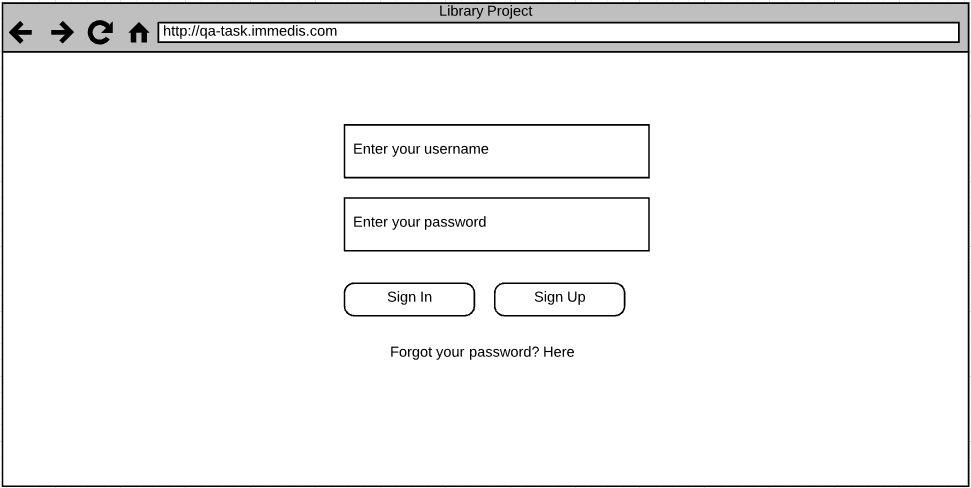 Library Project
http://qa-task.immedis.com
Enter your username
Enter your password
Sign In
Sign Up
Forgot your password? Here